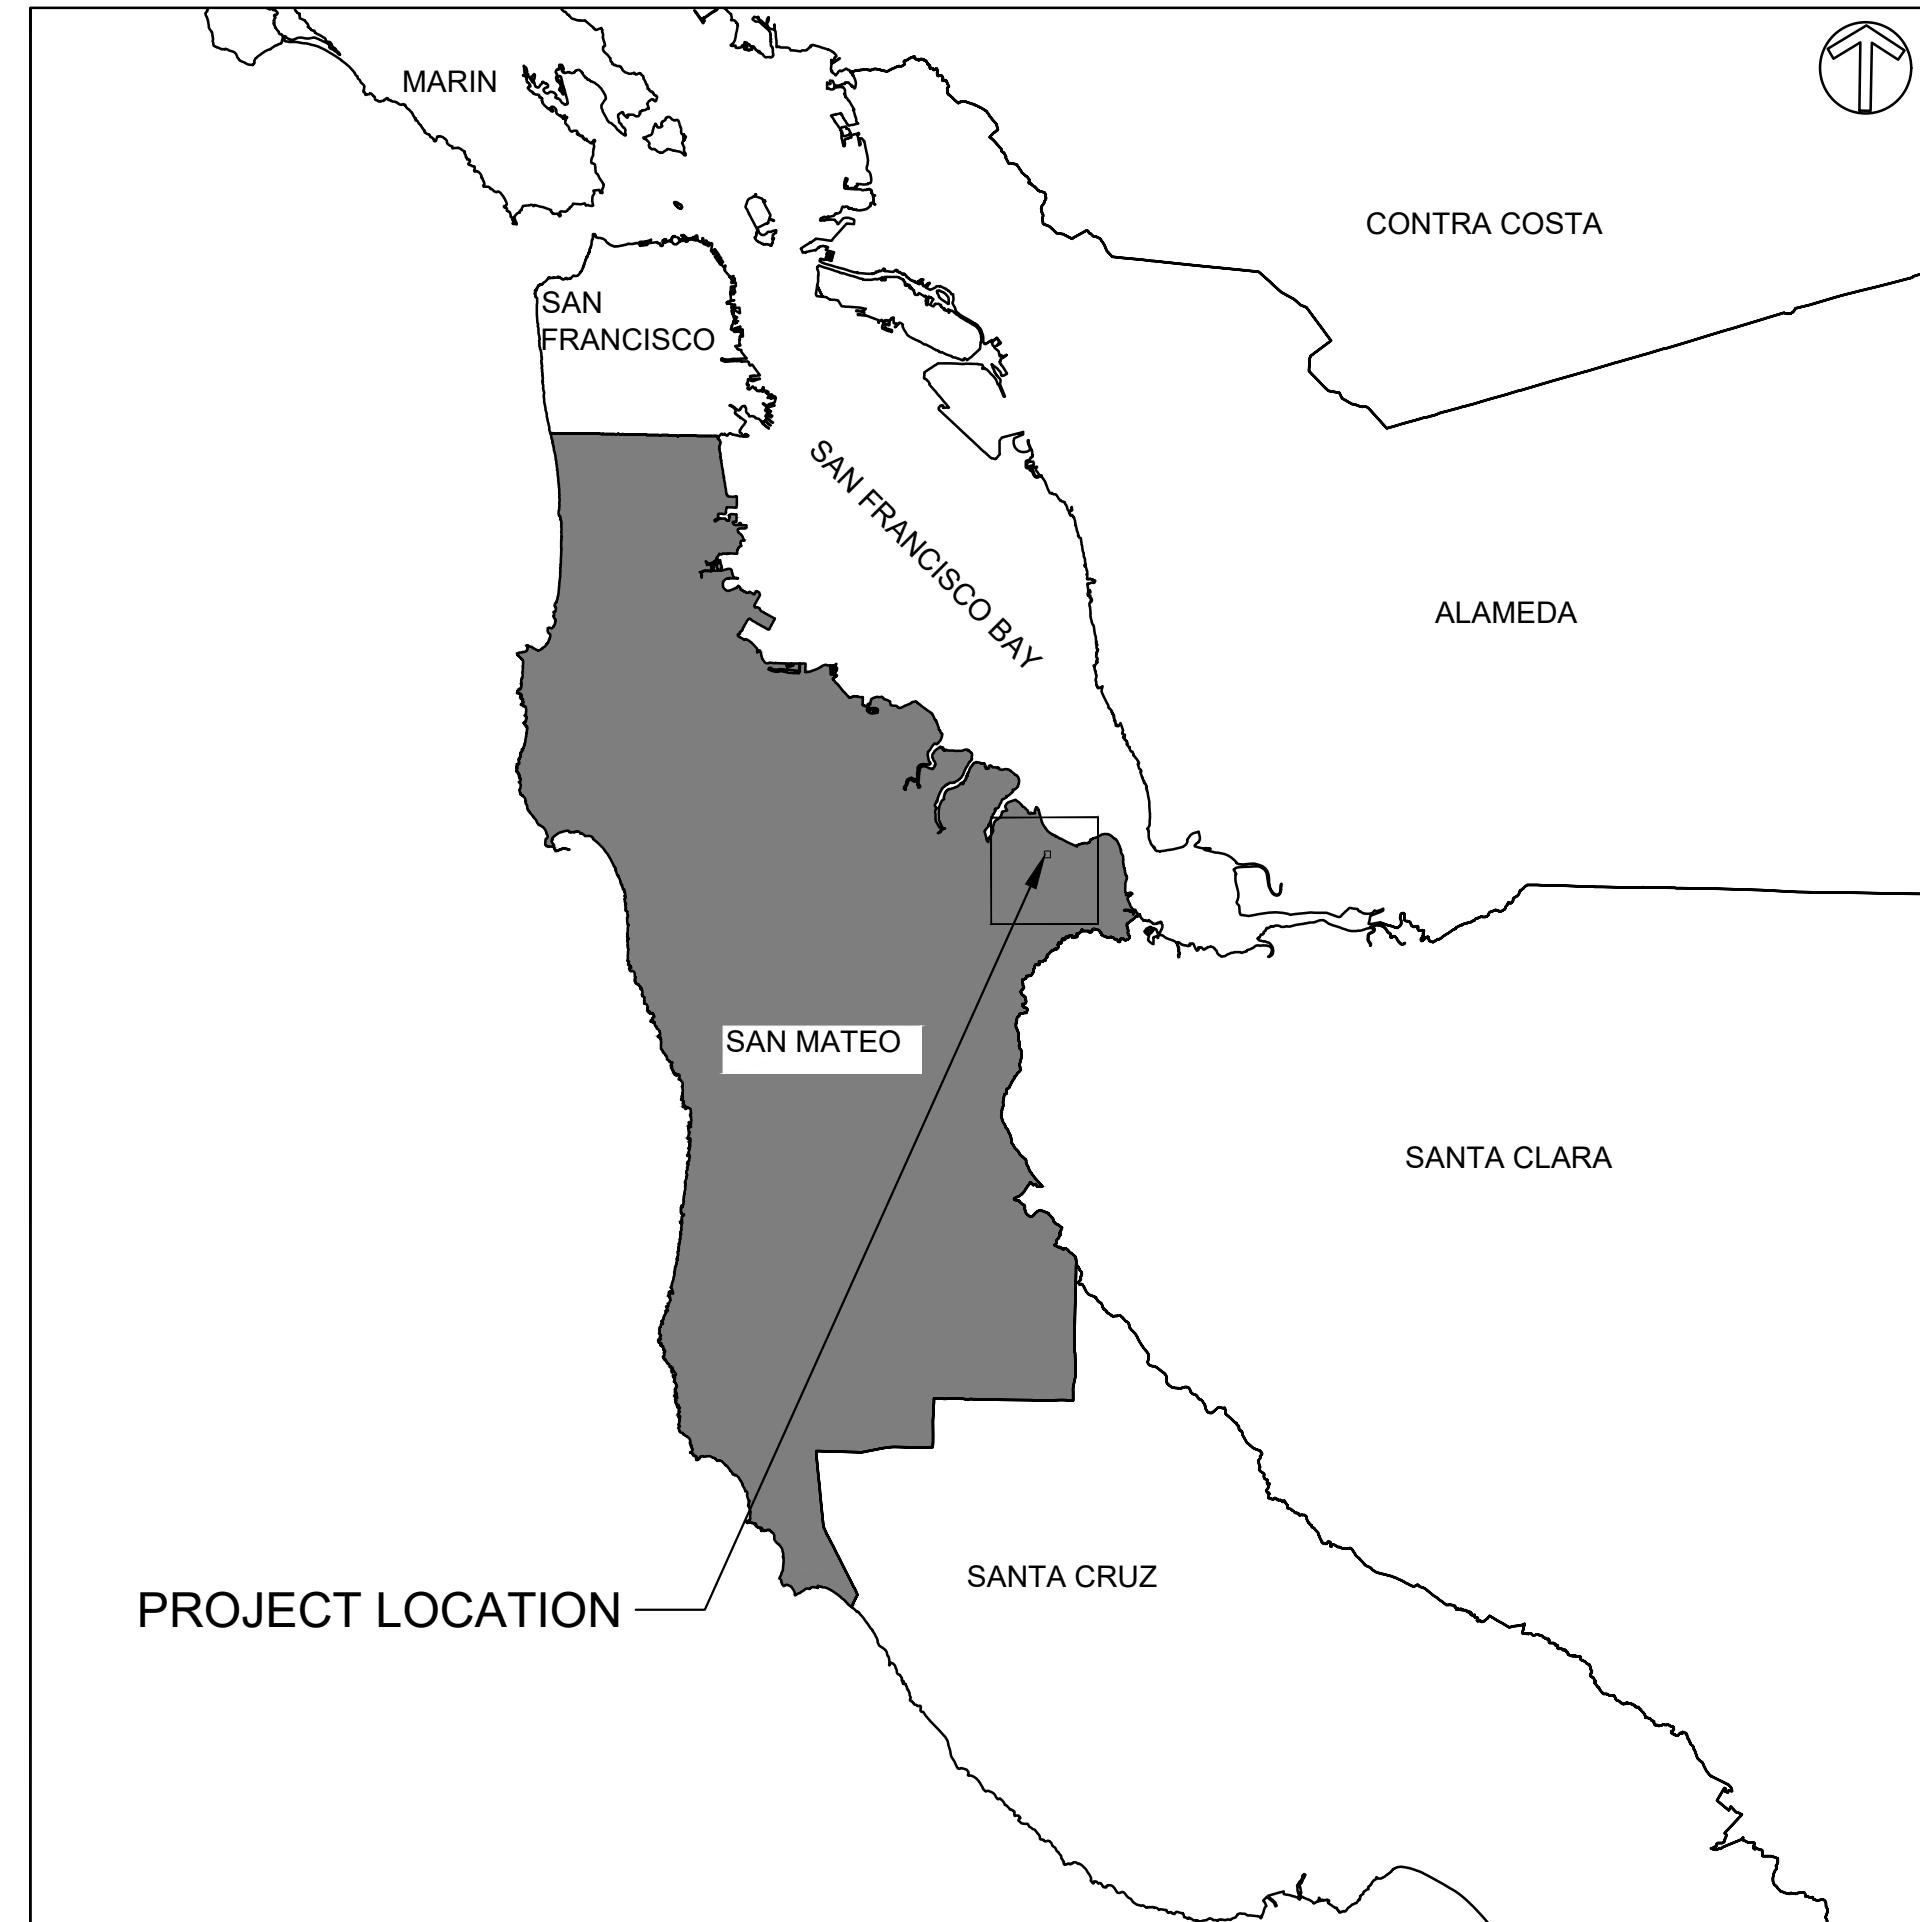 MARIN
CONTRA COSTA
SAN
FRANCISCO
SAN FRANCISCO BAY
ALAMEDA
SAN MATEO
SANTA CLARA
SANTA CRUZ
PROJECT LOCATION